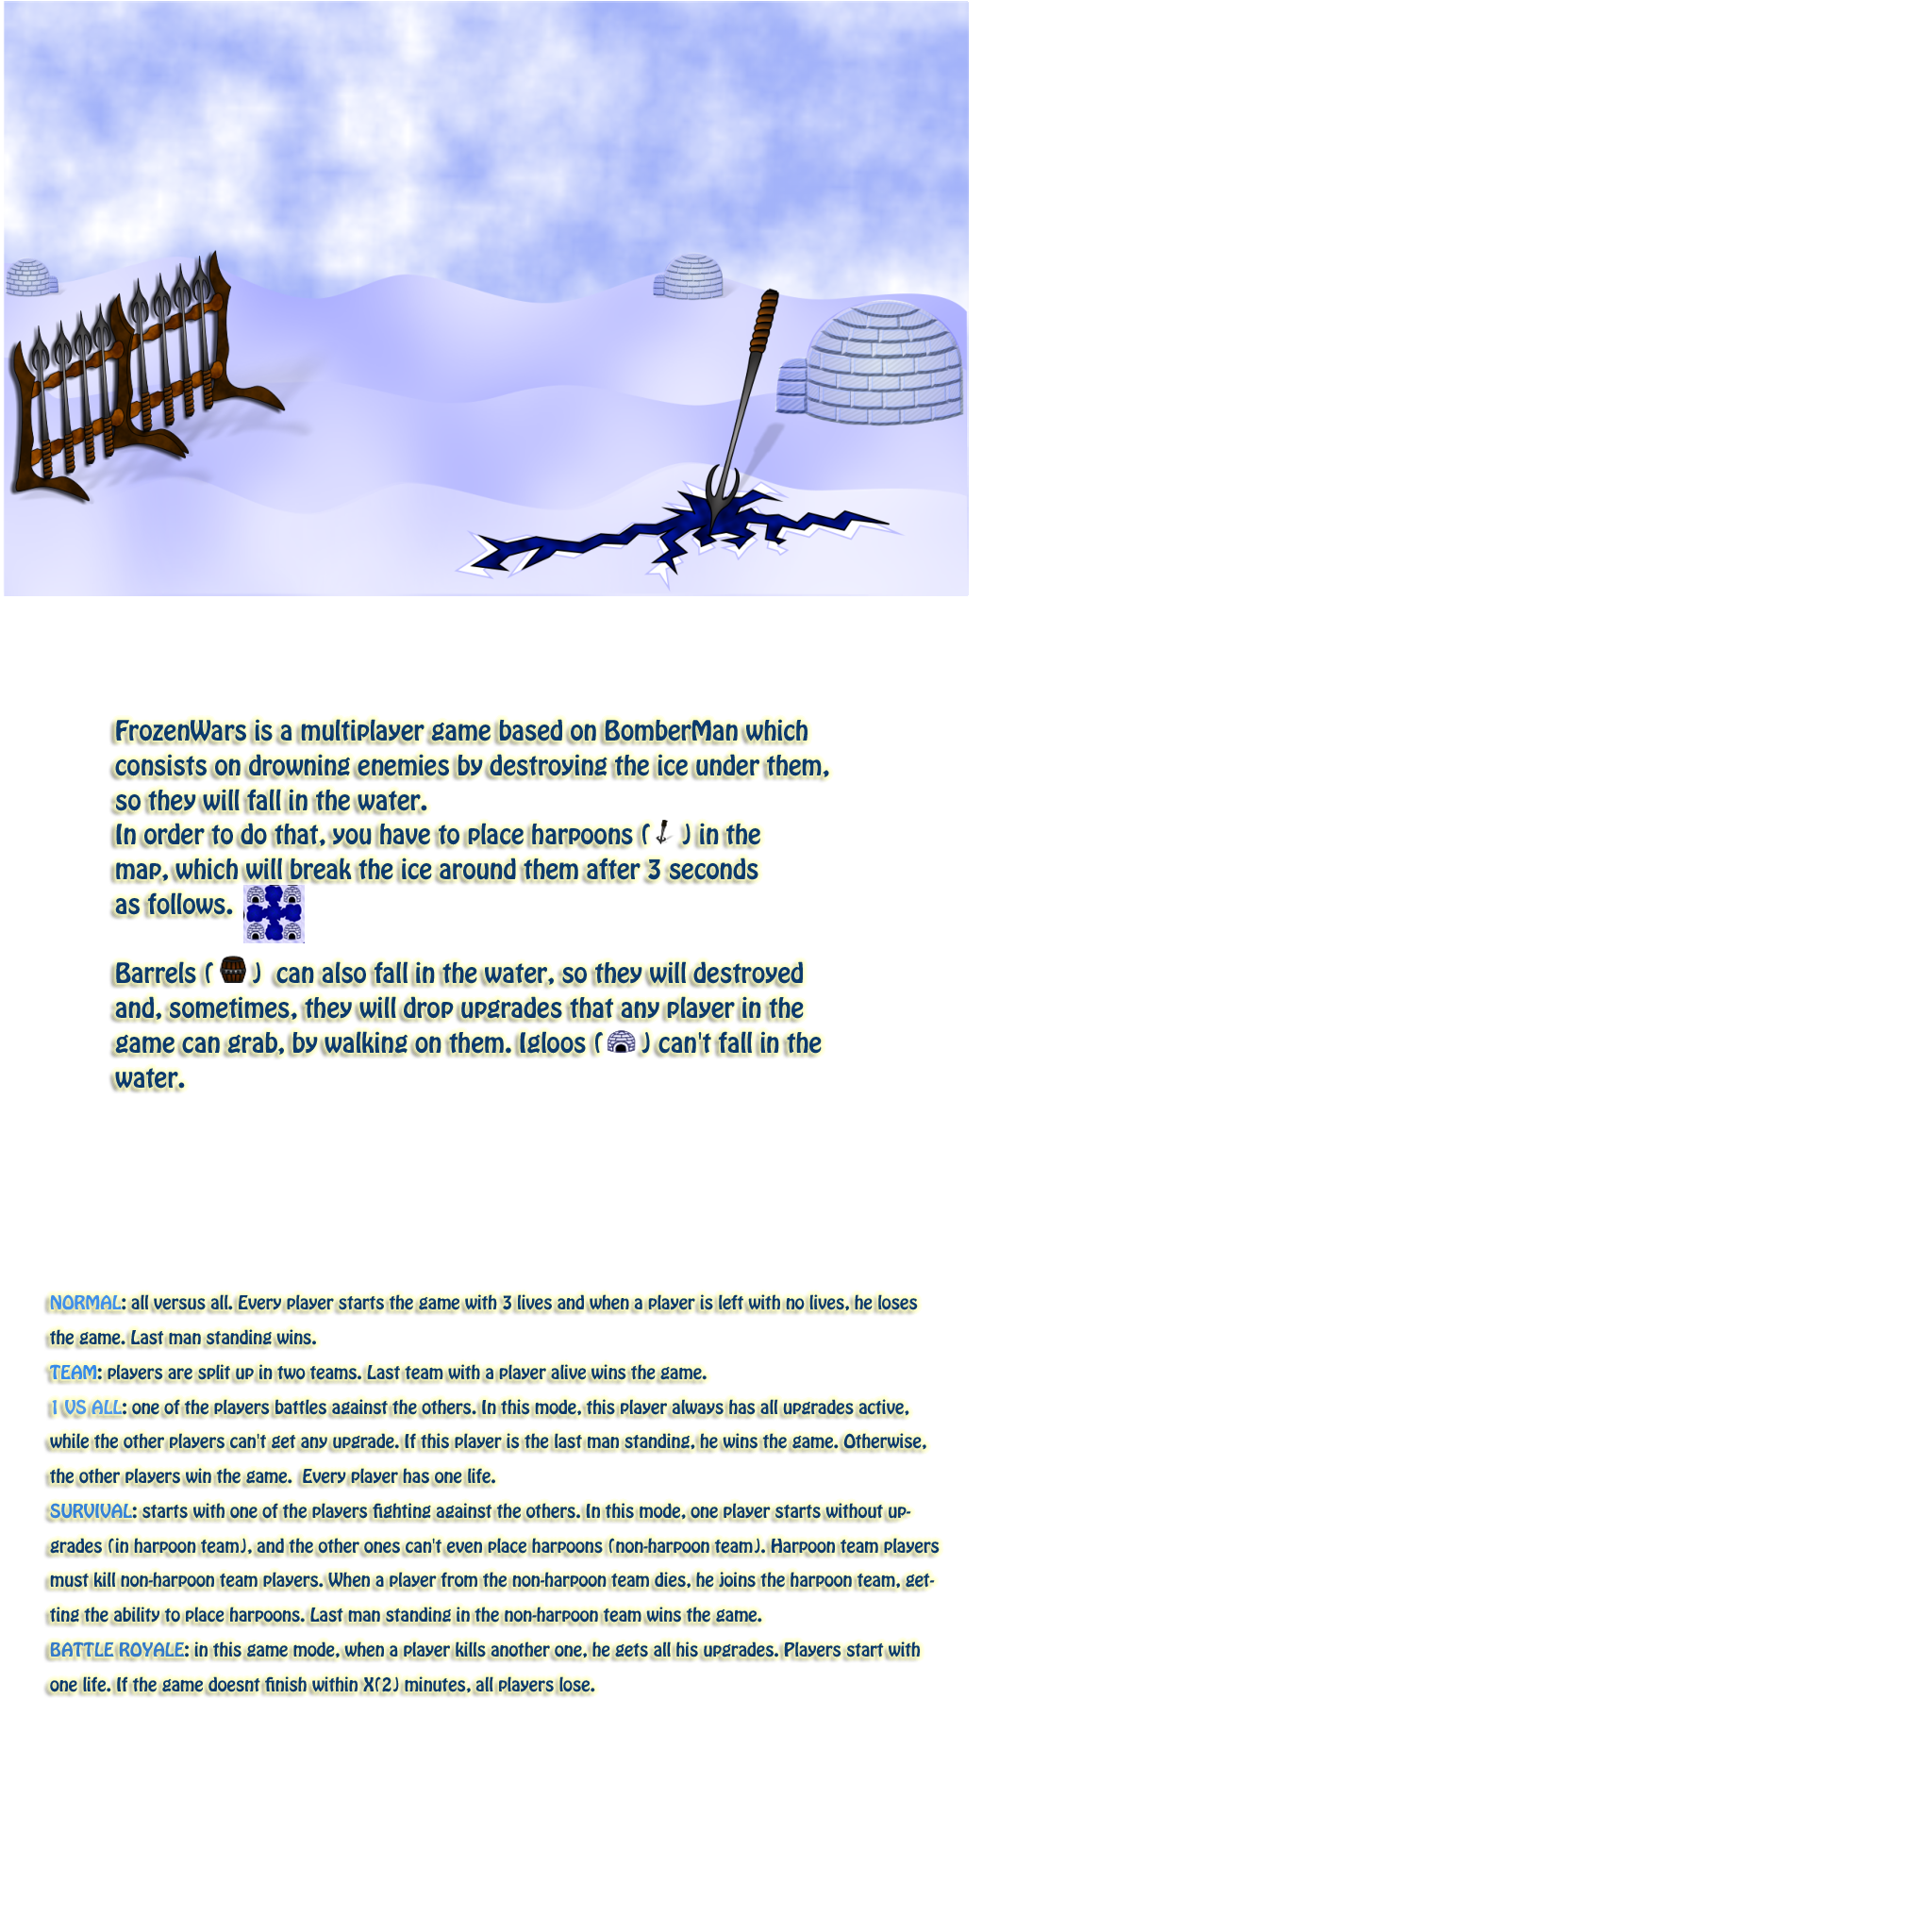 FrozenWars is a multiplayer game based on BomberMan which
consists on drowning enemies by destroying the ice under them,
so they will fall in the water.
In order to do that, you have to place harpoons ( ) in the
map, which will break the ice around them after 3 seconds
as follows.
Barrels ( ) can also fall in the water, so they will destroyed
and, sometimes, they will drop upgrades that any player in the
game can grab, by walking on them. Igloos ( ) can't fall in the
water.
NORMAL: all versus all. Every player starts the game with 3 lives and when a player is left with no lives, he loses
the game. Last man standing wins.
TEAM: players are split up in two teams. Last team with a player alive wins the game.
1 VS ALL: one of the players battles against the others. In this mode, this player always has all upgrades active,
while the other players can't get any upgrade. If this player is the last man standing, he wins the game. Otherwise,
the other players win the game. Every player has one life.
SURVIVAL: starts with one of the players fighting against the others. In this mode, one player starts without up-
grades (in harpoon team), and the other ones can't even place harpoons (non-harpoon team). Harpoon team players
must kill non-harpoon team players. When a player from the non-harpoon team dies, he joins the harpoon team, get-
ting the ability to place harpoons. Last man standing in the non-harpoon team wins the game.
BATTLE ROYALE: in this game mode, when a player kills another one, he gets all his upgrades. Players start with
one life. If the game doesnt finish within X(2) minutes, all players lose.